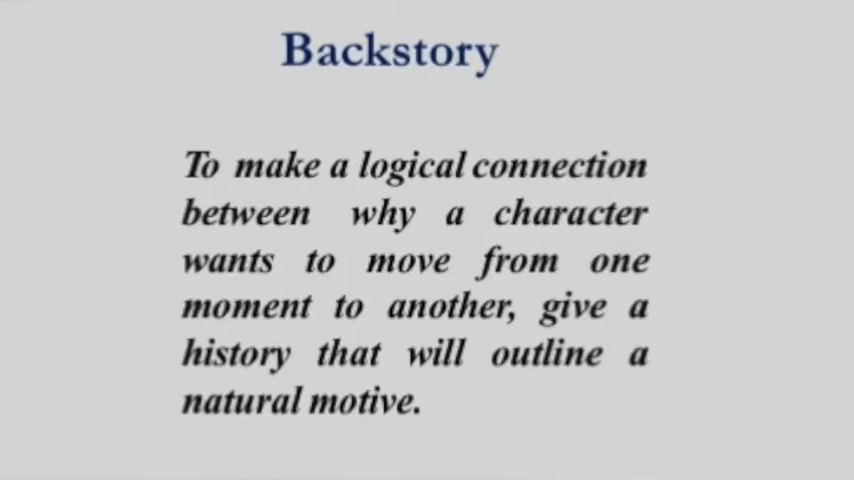 Backstory
To make a logical connection
between why a character
wants to move from one
moment to another, give a
history that will outline a
natural motive.